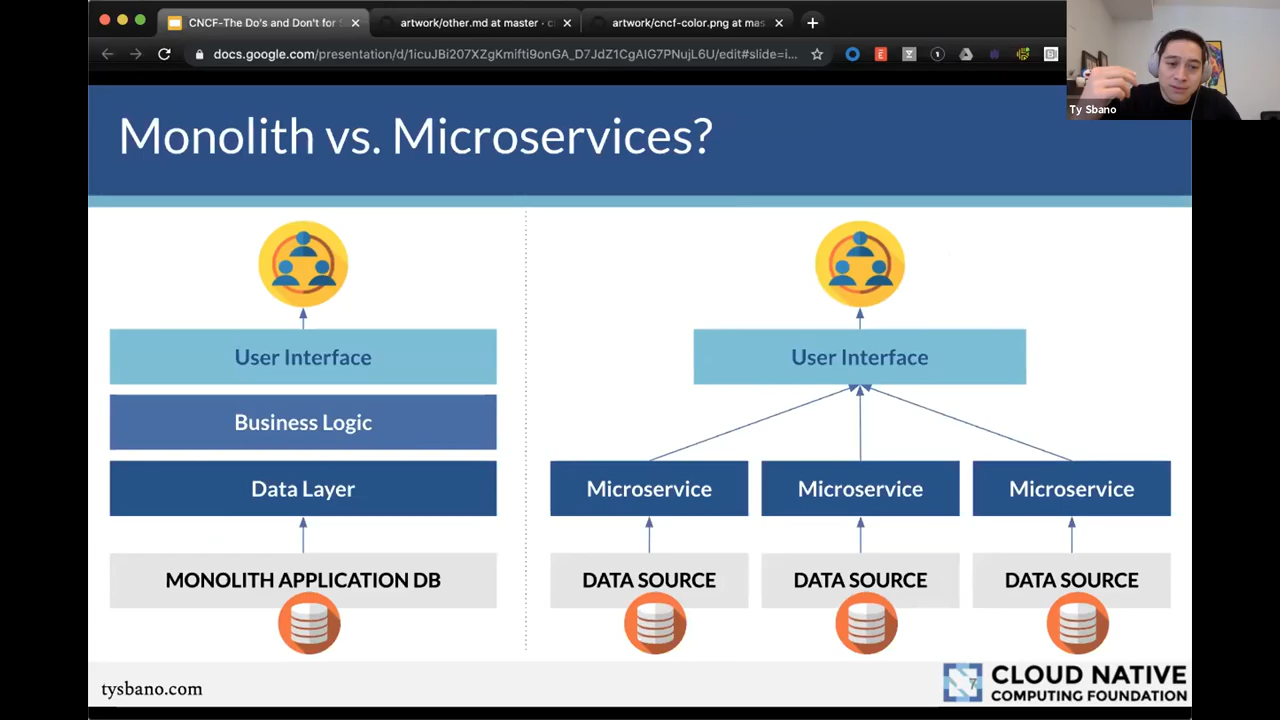 CNCF-The Do's and Don't for S
artwork/other.md at master · c
artwork/cncf-color.png at mas
docs.google.com/presentation/d/1icuJBi207XZgKmifti9onGA_D7JdZ1CgAIG7PNujL6U/edit#slide=i...
Ty Sbano
Monolith vs. Microservices?
User Interface
Business Logic
Data Layer
MONOLITH APPLICATION DB
User Interface
Microservice Microservice Microservice
DATA SOURCE DATA SOURCE DATA SOURCE
tysbano.com
7
CLOUD NATIVE
COMPUTING FOUNDATION